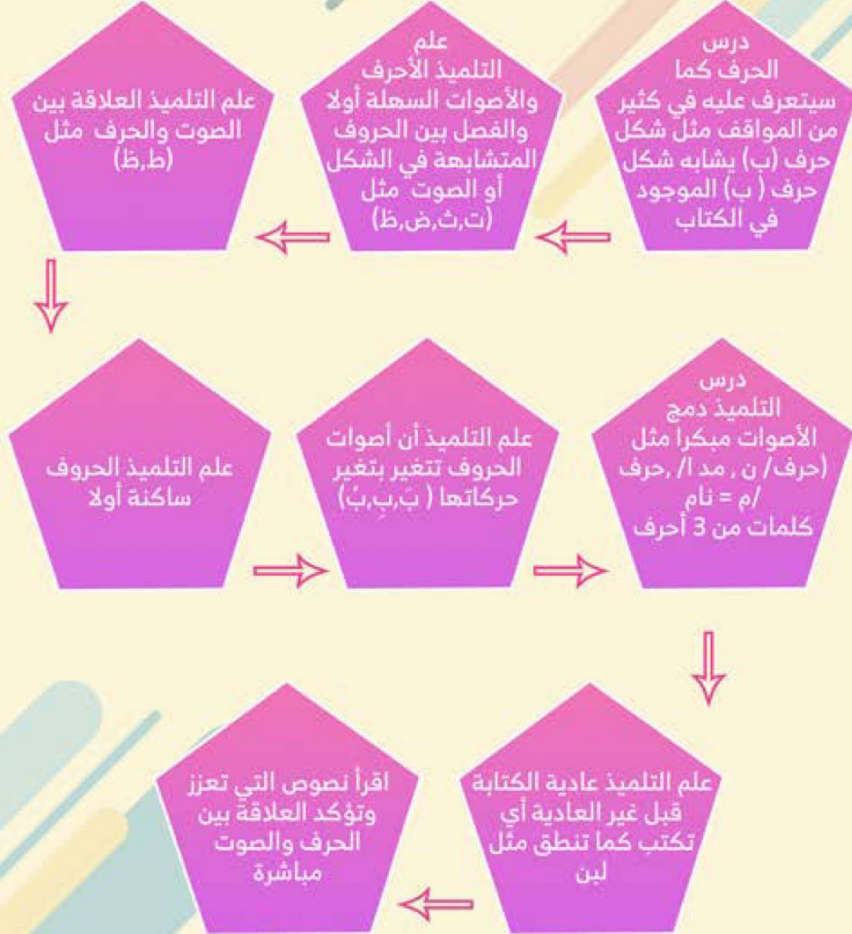 درس
الحرف كما
سيتعرف عليه في كثير
من المواقف مثل شكل
حرف (ب) يشابه شكل
حرف ( ب) الموجود
في الكتاب
علم
التلميذ الأحرف
والأصوات السهلة أولا
والفصل بين الحروف
المتشابهة في الشكل
أو الصوت مثل
(ت,ث,ض,ظ)
علم التلميذ العلاقة بين
الصوت والحرف مثل
(ط,ظ)
علم التلميذ الحروف
ساكنة أولا
علم التلميذ أن أصوات
الحروف تتغير بتغير
حركاتها ( بَ,بِ,بُ)
درس
التلميذ دمج
الأصوات مبكرا مثل
(حرف/ ن , مد ا/ ,حرف
/م = نام
كلمات من 3 أحرف
علم التلميذ عادية الكتابة
قبل غير العادية أي
تكتب كما تنطق مثل
لبن
اقرأ نصوص التي تعزز
وتؤكد العلاقة بين
الحرف والصوت
مباشرة